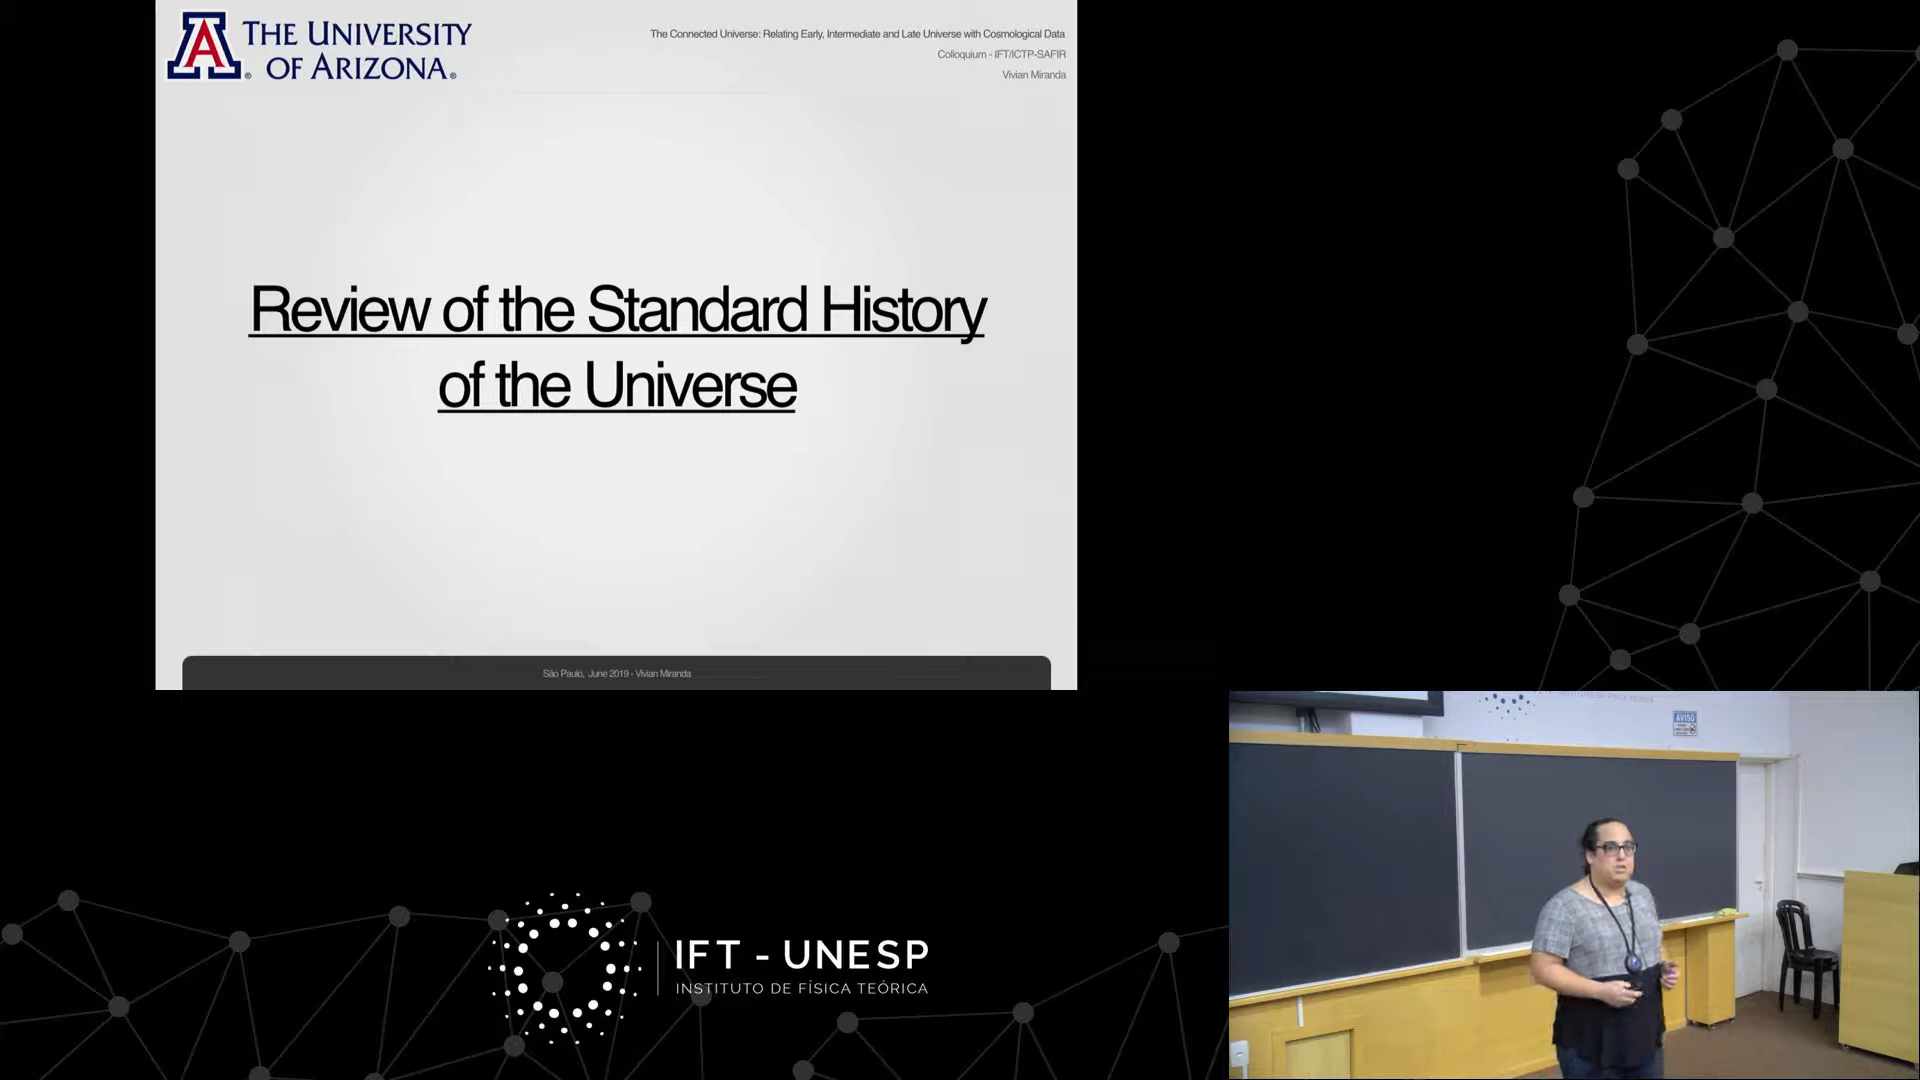 THE UNIVERSITY
OF ARIZONA
The Connected Universe: Relating Early, Intermediate and Late Universe with Cosmological Data
Colloquium - IFT/ICTP-SAFIR
Vivian Miranda
Review of the Standard History
of the Universe
São Paulo, June 2019 - Vivian Miranda
AVISO
IFT - UNESP
INSTITUTO DE FÍSICA TEÓRICA